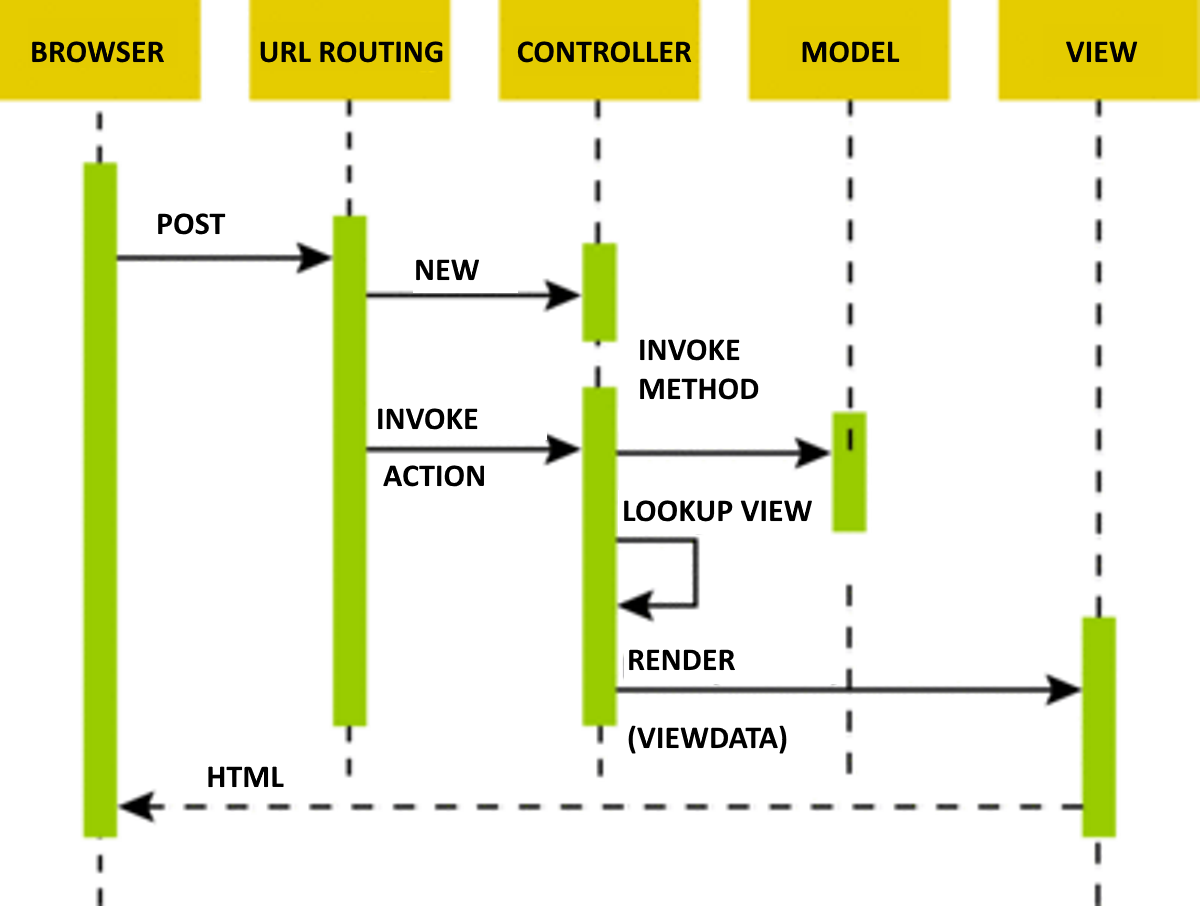 BROWSER
URL ROUTING
CONTROLLER
MODEL
VIEW
POST
NEW
INVOKE
METHOD
INVOKE
ACTION
LOOKUP VIEW
RENDER
(VIEWDATA)
HTML